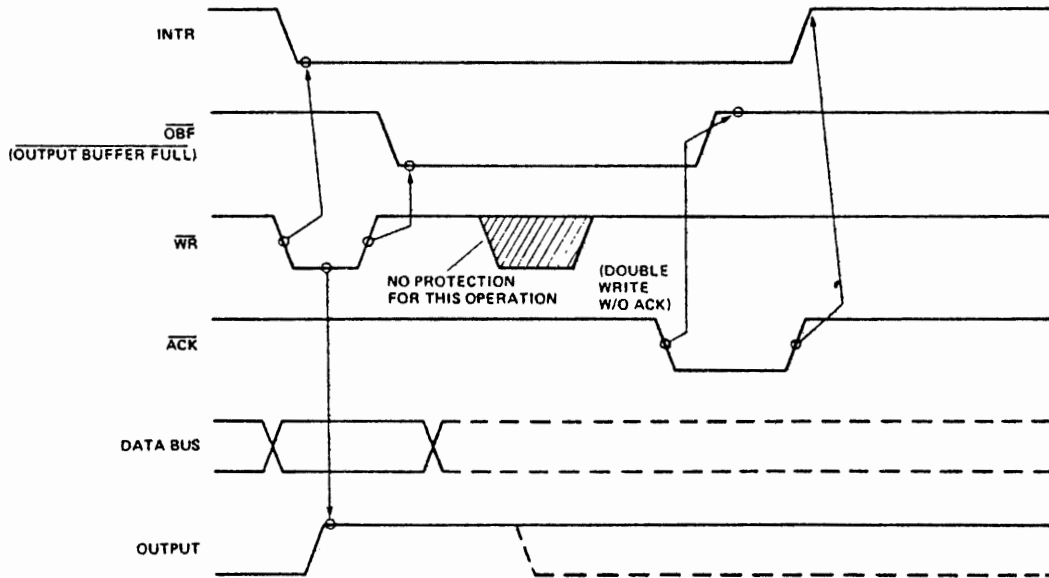 INTR
OBF
(OUTPUT BUFFER FULL)
WR
NO PROTECTION
FOR THIS OPERATION
(DOUBLE
WRITE
W/O ACK)
ACK
DATA BUS
OUTPUT